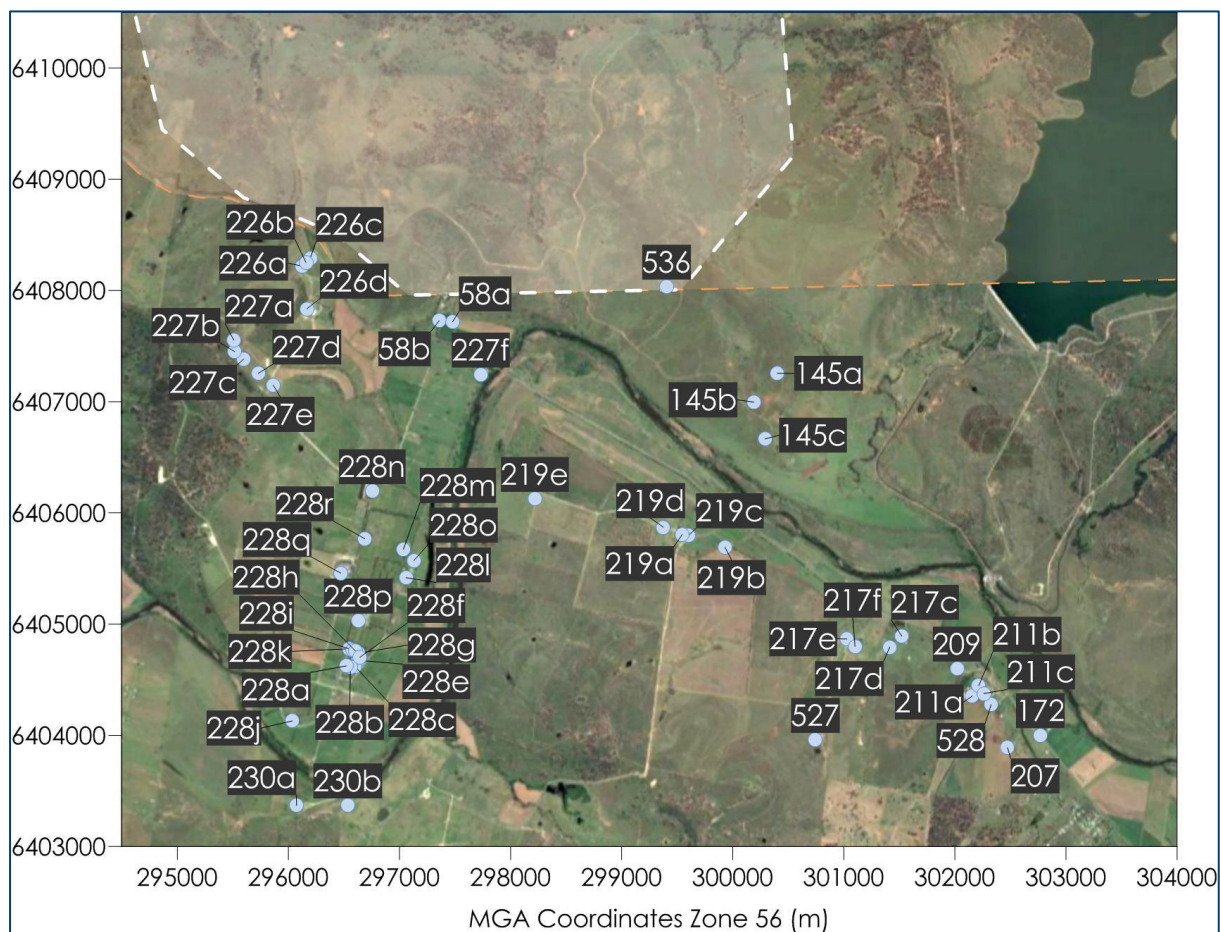 6410000
6409000
226b 226c
226a
536
226d
6408000
227a
58a
227b
58b
227d
227f
227c
145a
6407000
227e
145b
145c
228n
228m
219e
219d
219c
6406000
228r
228o
228q
219a
219b
228l
228h
228p
228f
217f
217c
6405000
228i
228g
217e
209
211b
228k
228e
217d
211c
228a
211a
172
228j
228b
228c
527
528
6404000
207
230a
230b
6403000
295000 296000 297000 298000 299000 300000 301000 302000 303000 304000
MGA Coordinates Zone 56 (m)